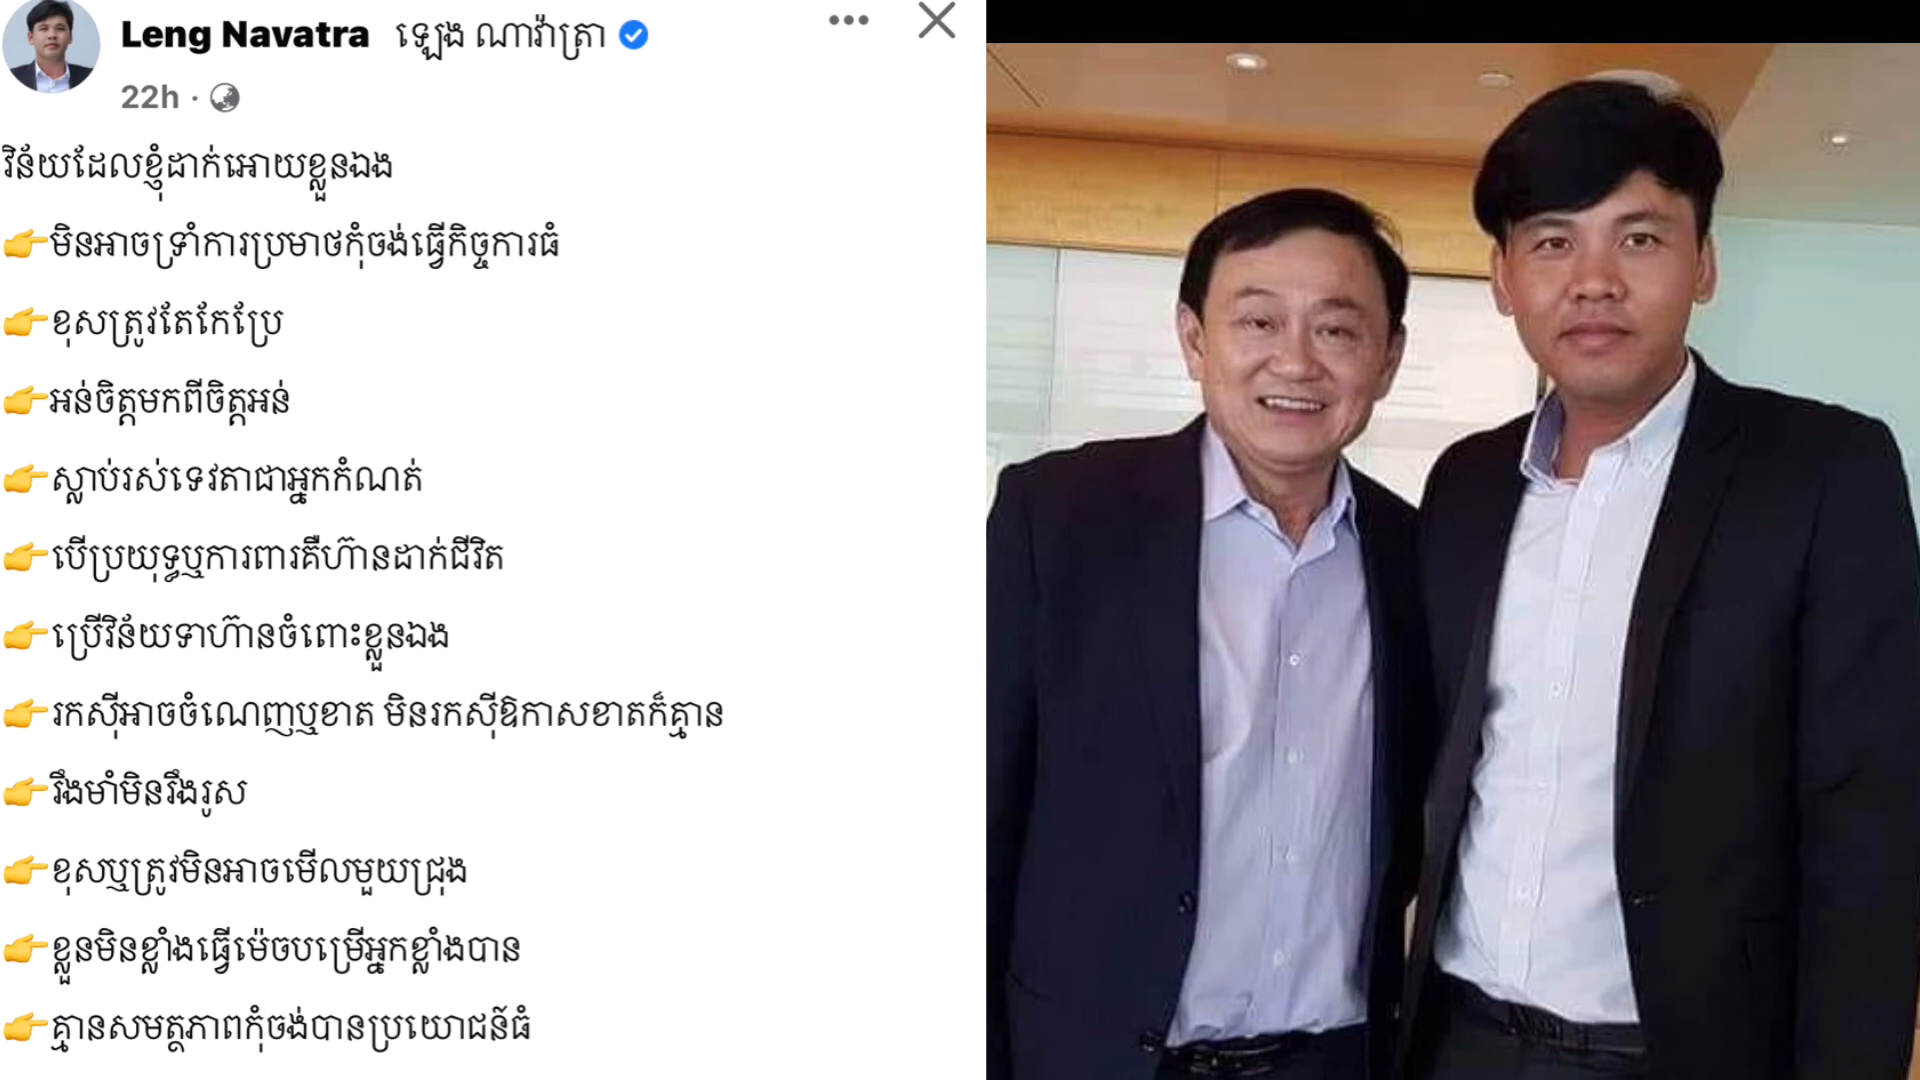 Leng Navatra ឡេង ណាវ៉ាត្រា
22h ·
វិន័យដែលខ្ញុំដាក់អោយខ្លួនឯង
👉មិនអាចទ្រាំការប្រមាថកុំចង់ធ្វើកិច្ចការធំ
👉ខុសត្រូវតែកែប្រែ
👉អន់ចិត្តមកពីចិត្តអន់
👉ស្លាប់រស់ទេវតាជាអ្នកកំណត់
👉បើប្រយុទ្ធឬការពារគឺហ៊ានដាក់ជីវិត
👉ប្រើវិន័យទាហ៊ានចំពោះខ្លួនឯង
👉រកស៊ីអាចចំណេញឬខាត មិនរកស៊ីឱកាសខាតក៏គ្មាន
👉រឹងមាំមិនរឹងរូស
👉ខុសឬត្រូវមិនអាចមើលមួយជ្រុង
👉ខ្លួនមិនខ្លាំងធ្វើម៉េចបម្រើអ្នកខ្លាំងបាន
👉គ្មានសមត្ថភាពកុំចង់បានប្រយោជន៍ធំ